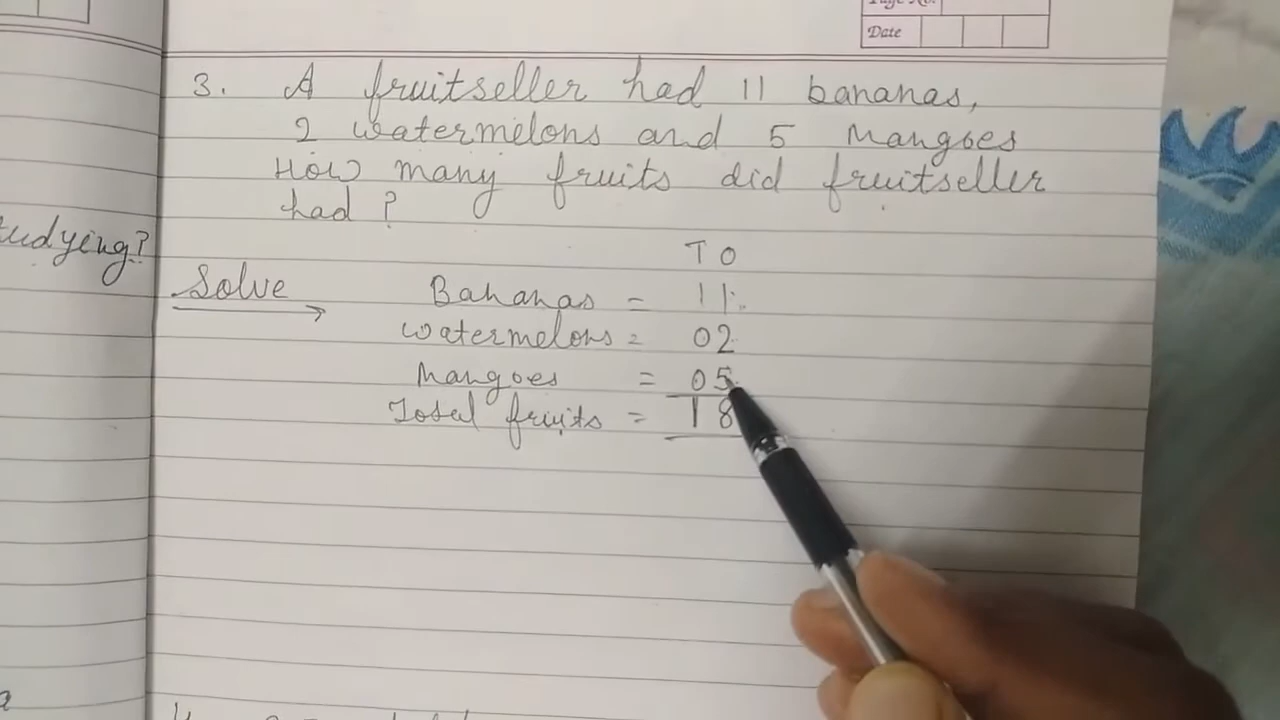 Date
3. A fruitseller had 11 bananas,
2 watermelons and 5 Mangoes
How many fruits did fruitseller
had ?
studying?
T O
Solve
Bananas = 11
Watermelons = 02
Mangoes = 05
Total fruits = 18